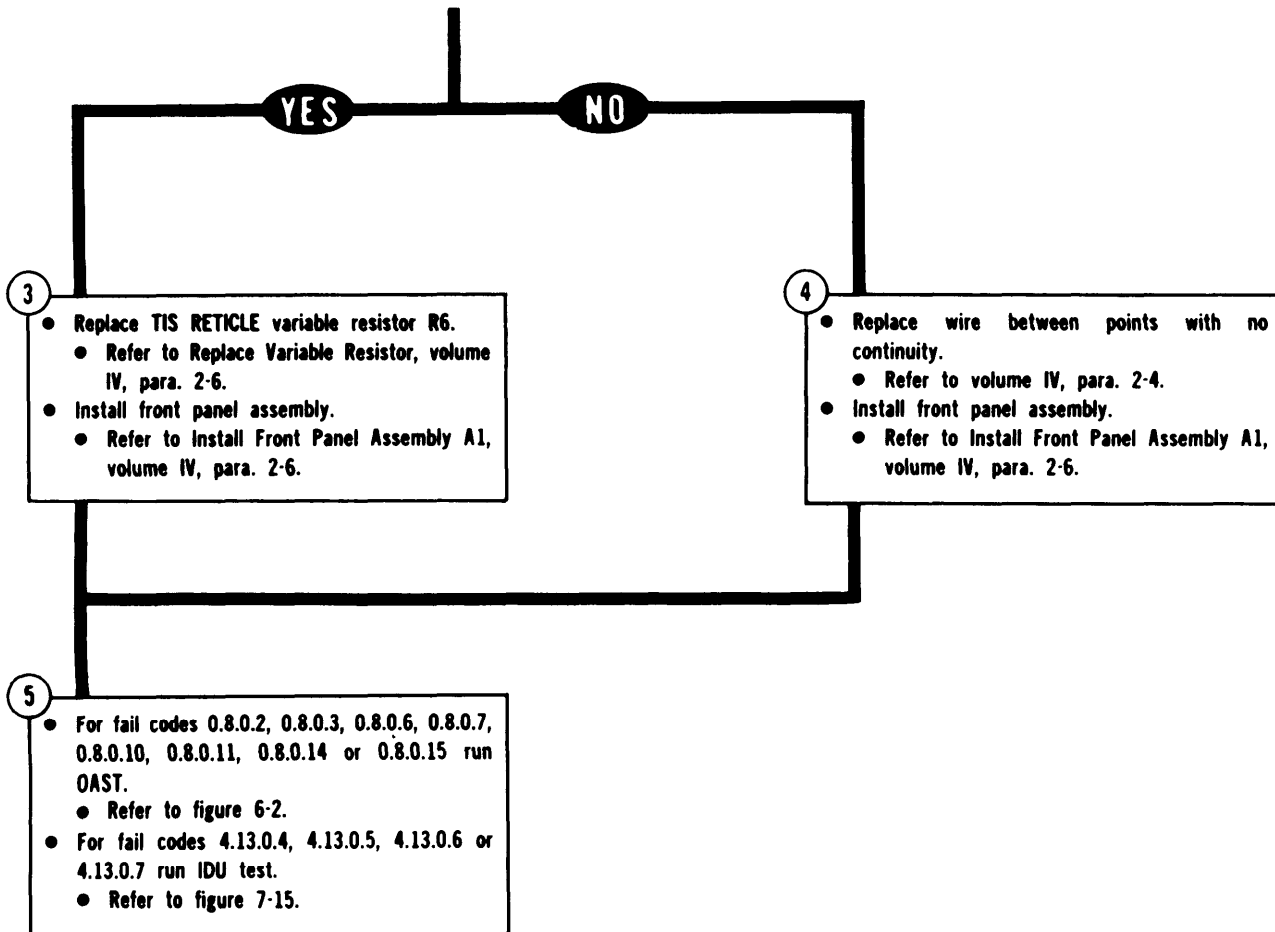 YES
NO
3
● Replace TIS RETICLE variable resistor R6.
● Refer to Replace Variable Resistor, volume
IV, para. 2-6.
● Install front panel assembly.
● Refer to Install Front Panel Assembly A1,
volume IV, para. 2-6.
4
● Replace wire between points with no
continuity.
● Refer to volume IV, para. 2-4.
● Install front panel assembly.
● Refer to Install Front Panel Assembly A1,
volume IV, para. 2-6.
5
● For fail codes 0.8.0.2, 0.8.0.3, 0.8.0.6, 0.8.0.7,
0.8.0.10, 0.8.0.11, 0.8.0.14 or 0.8.0.15 run
OAST.
● Refer to figure 6-2.
● For fail codes 4.13.0.4, 4.13.0.5, 4.13.0.6 or
4.13.0.7 run IDU test.
● Refer to figure 7-15.